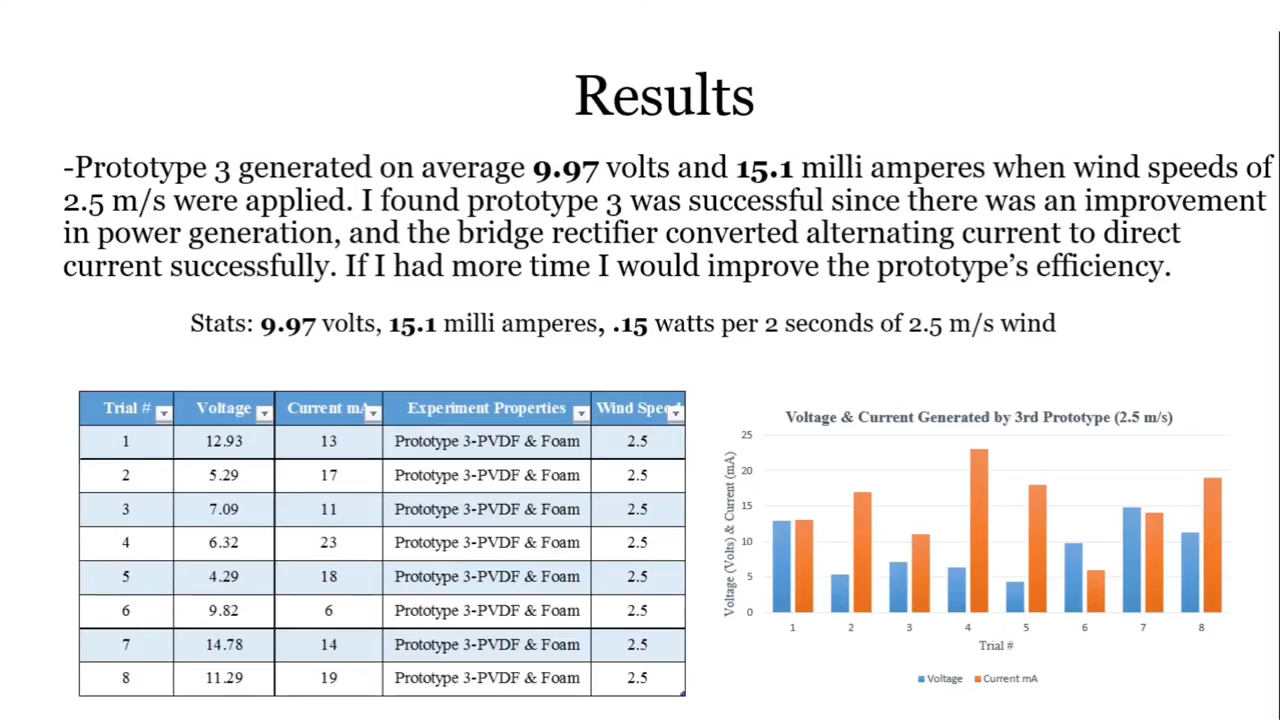 Results
-Prototype 3 generated on average 9.97 volts and 15.1 milli amperes when wind speeds of
2.5 m/s were applied. I found prototype 3 was successful since there was an improvement
in power generation, and the bridge rectifier converted alternating current to direct
current successfully. If I had more time I would improve the prototype's efficiency.
Stats: 9.97 volts, 15.1 milli amperes, .15 watts per 2 seconds of 2.5 m/s wind
Trial # Voltage Current mA Experiment Properties Wind Speed
1 12.93 13 Prototype 3-PVDF & Foam 2.5
2 5.29 17 Prototype 3-PVDF & Foam 2.5
3 7.09 11 Prototype 3-PVDF & Foam 2.5
4 6.32 23 Prototype 3-PVDF & Foam 2.5
5 4.29 18 Prototype 3-PVDF & Foam 2.5
6 9.82 6 Prototype 3-PVDF & Foam 2.5
7 14.78 14 Prototype 3-PVDF & Foam 2.5
8 11.29 19 Prototype 3-PVDF & Foam 2.5
Voltage & Current Generated by 3rd Prototype (2.5 m/s)
Voltage (Volts) & Current (mA)
25
20
15
10
5
0
1 2 3 4 5 6 7 8
Trial #
Voltage Current mA